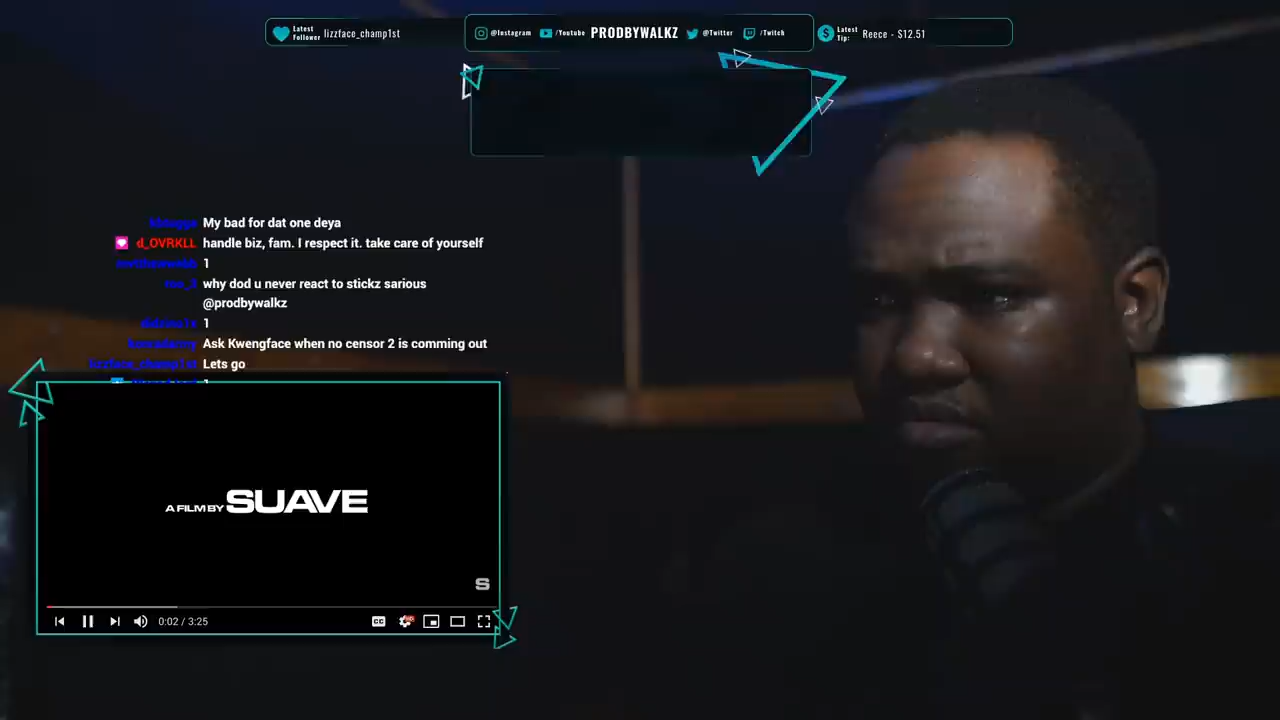 Latest
Follower lizzface_champ1st
@Instagram /Youtube PRODBYWALKZ @Twitter /Twitch
Latest
Tip: Reece - $12.51
My bad for dat one deya
d_OVRKLL handle biz, fam. I respect it. take care of yourself
1
why dod u never react to stickz sarious
@prodbywalkz
1
Ask Kwengface when no censor 2 is comming out
lizzface_champ1st Lets go
A FILM BY SUAVE
S
CC HD
0:02 / 3:25